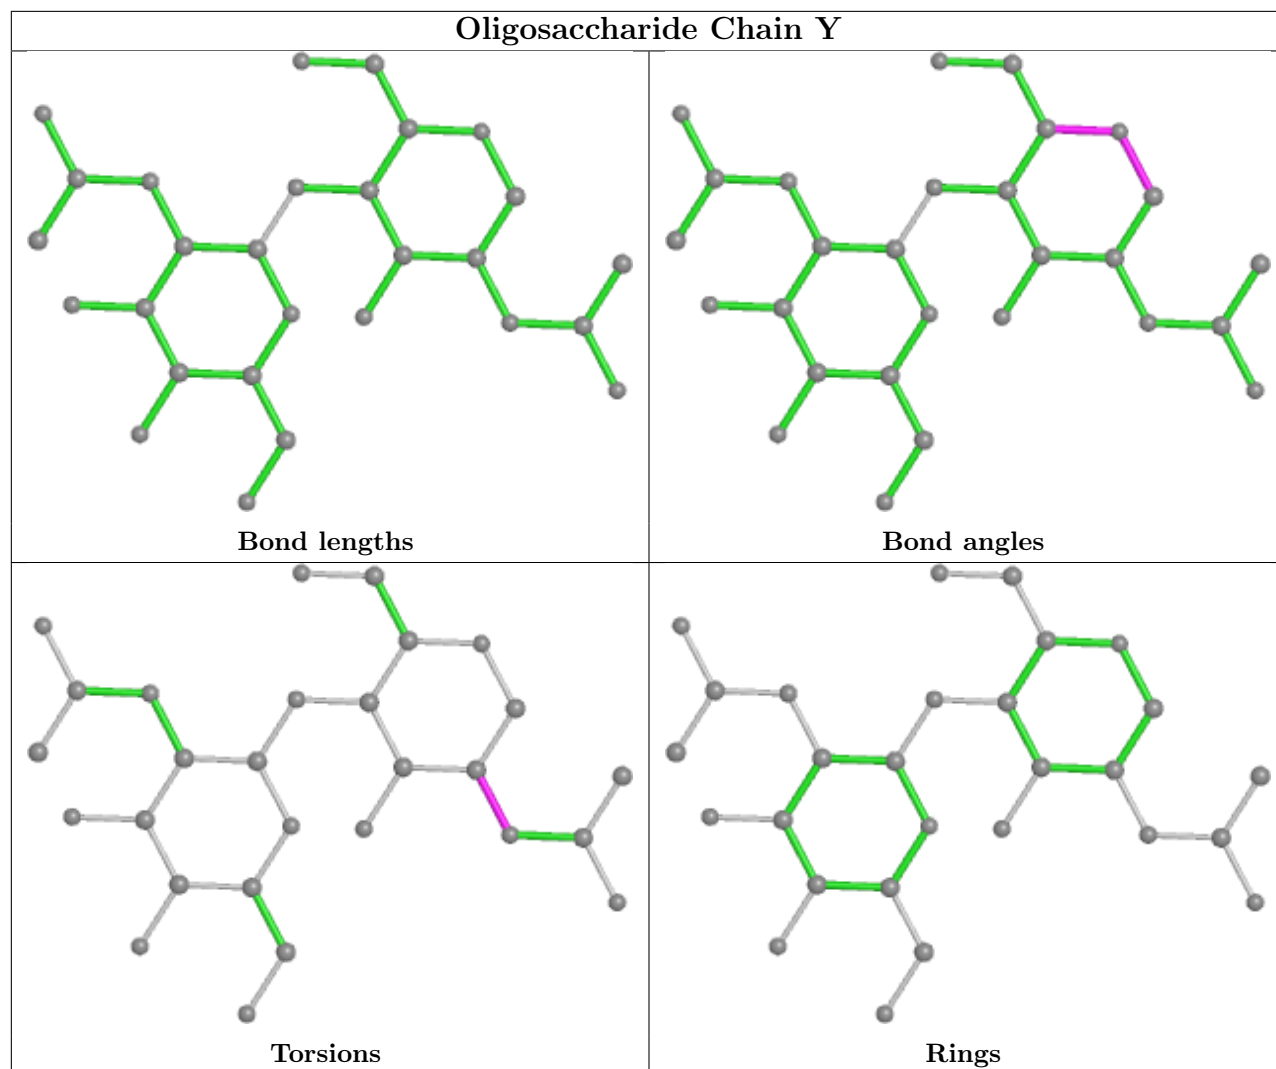 Oligosaccharide Chain Y
Bond lengths
Bond angles
Torsions
Rings